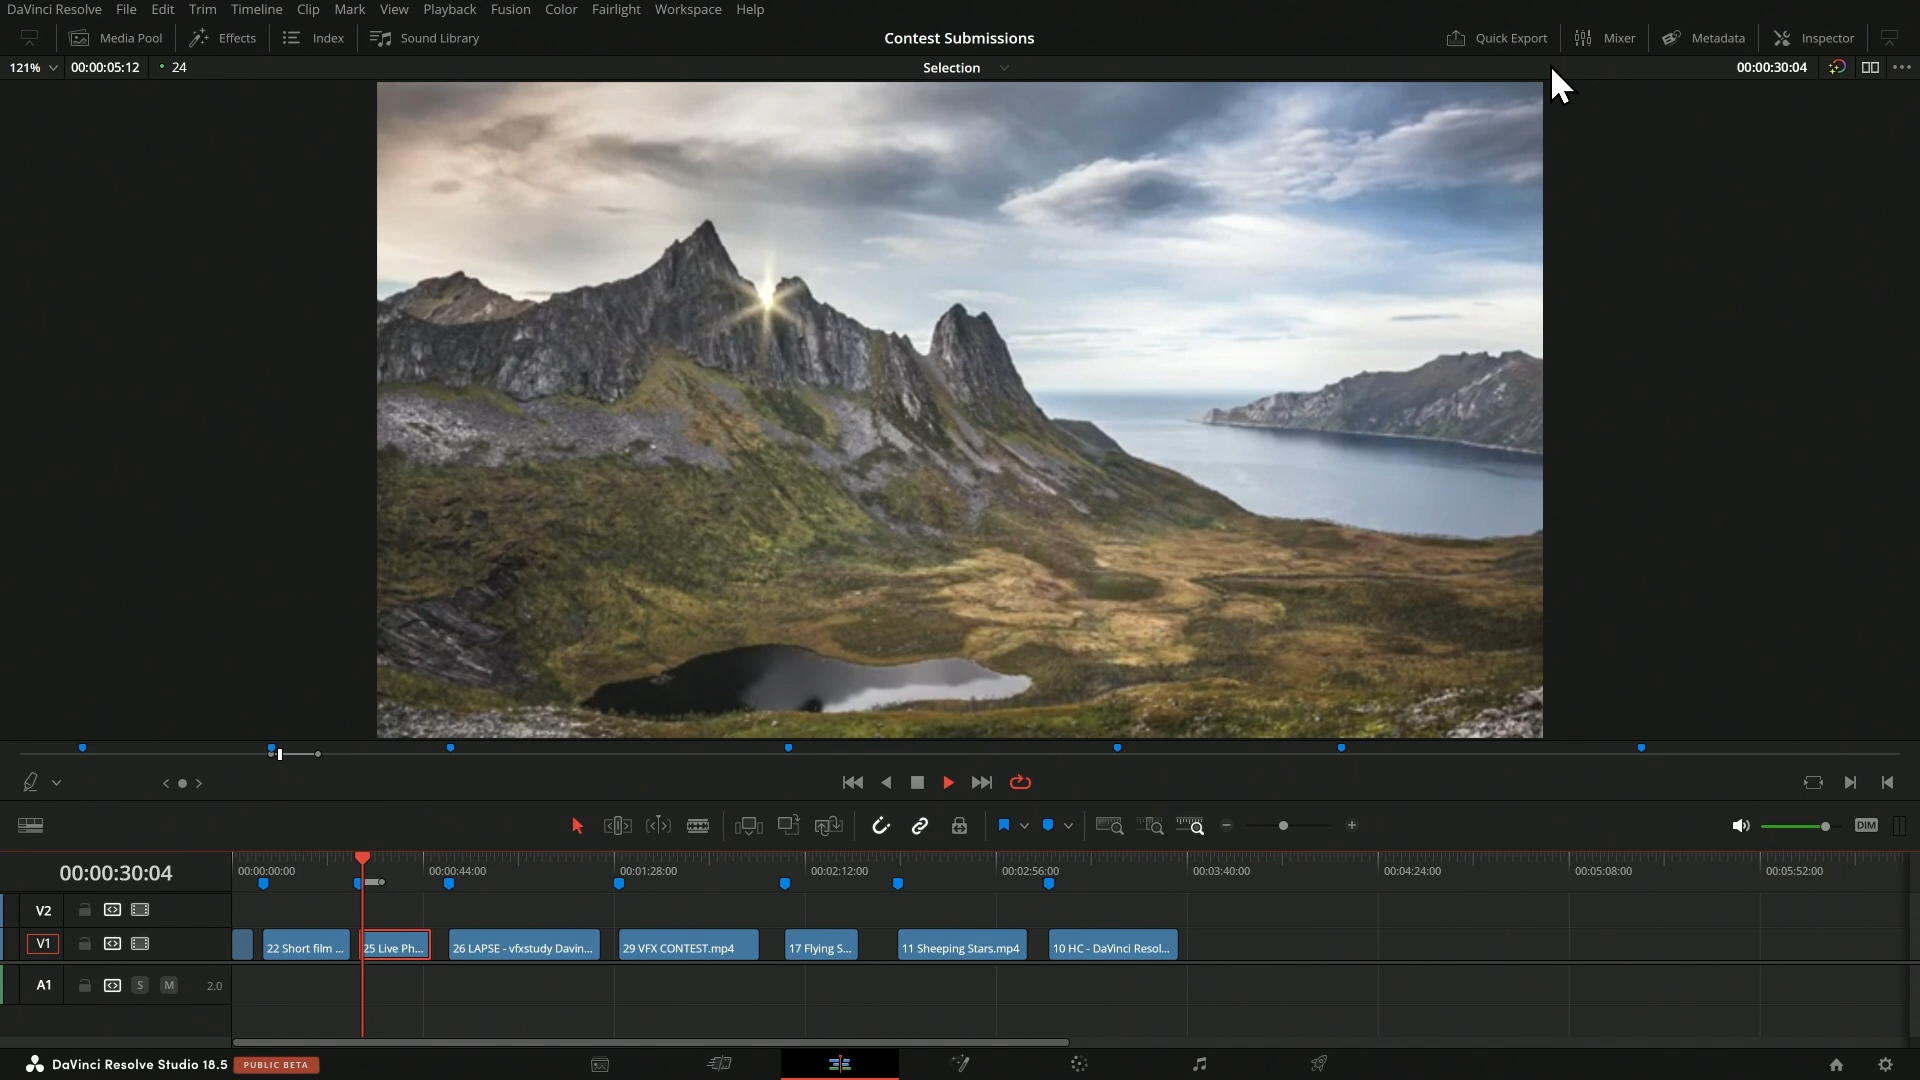 DaVinci Resolve File Edit Trim Timeline Clip Mark View Playback Fusion Color Fairlight Workspace Help
Media Pool Effects Index Sound Library Contest Submissions Quick Export Mixer Metadata Inspector
121% 00:00:05:12 24 Selection 00:00:30:04
DIM
00:00:30:04 00:00:00:00 00:00:44:00 00:01:28:00 00:02:12:00 00:02:56:00 00:03:40:00 00:04:24:00 00:05:08:00 00:05:52:00
V2
V1 22 Short film ... 25 Live Ph... 26 LAPSE - vfxstudy Davin... 29 VFX CONTEST.mp4 17 Flying S... 11 Sheeping Stars.mp4 10 HC - DaVinci Resol...
A1 S M 2.0
DaVinci Resolve Studio 18.5 PUBLIC BETA